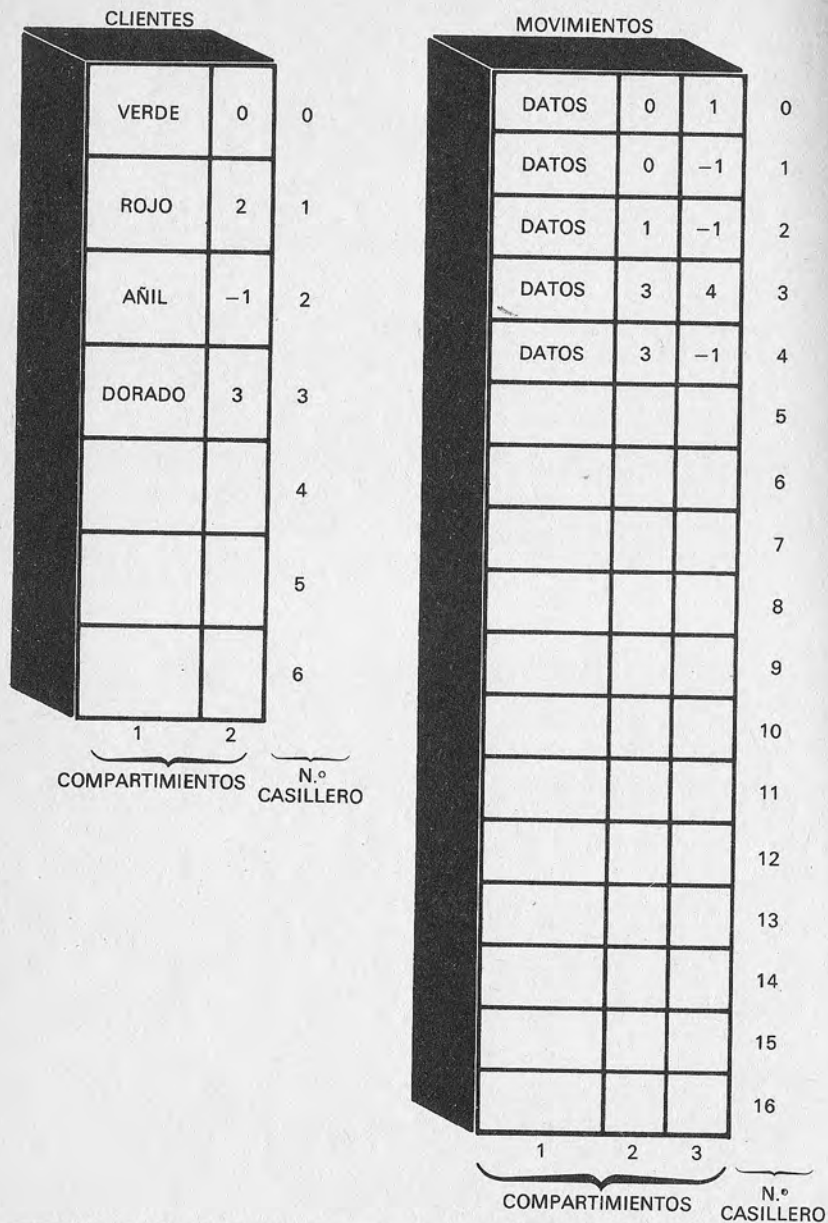 CLIENTES
VERDE 0 0
ROJO 2 1
AÑIL −1 2
DORADO 3 3
4
5
6
1 2
COMPARTIMIENTOS
N.º
CASILLERO
MOVIMIENTOS
DATOS 0 1 0
DATOS 0 −1 1
DATOS 1 −1 2
DATOS 3 4 3
DATOS 3 −1 4
5
6
7
8
9
10
11
12
13
14
15
16
1 2 3
COMPARTIMIENTOS
N.º
CASILLERO